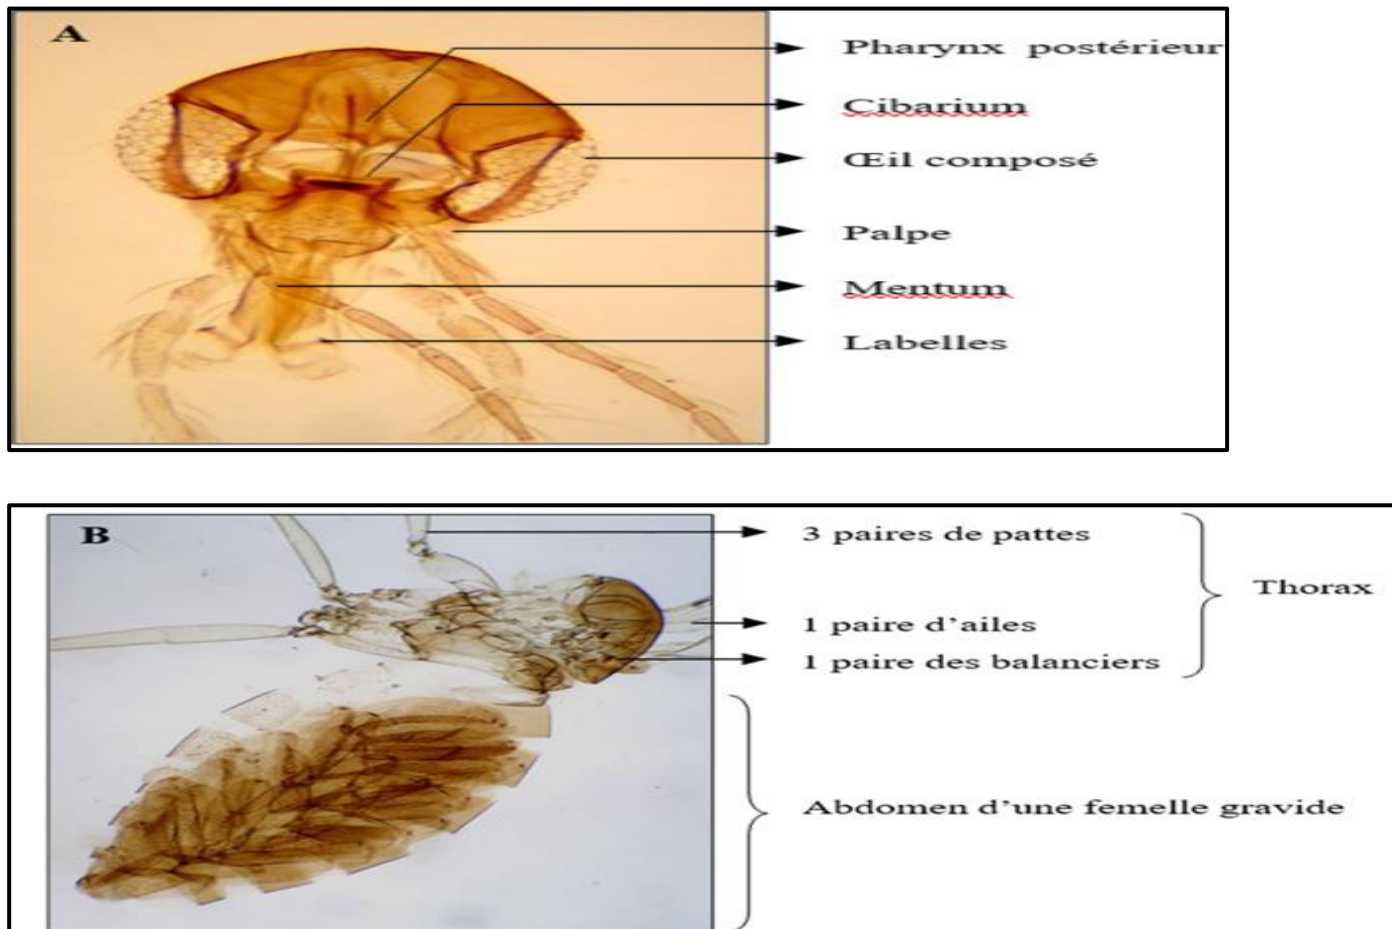 A
Pharynx postérieur
Cibarium
Œil composé
Palpe
Mentum
Labelles
B
3 paires de pattes
Thorax
1 paire d'ailes
1 paire des balanciers
Abdomen d'une femelle gravide